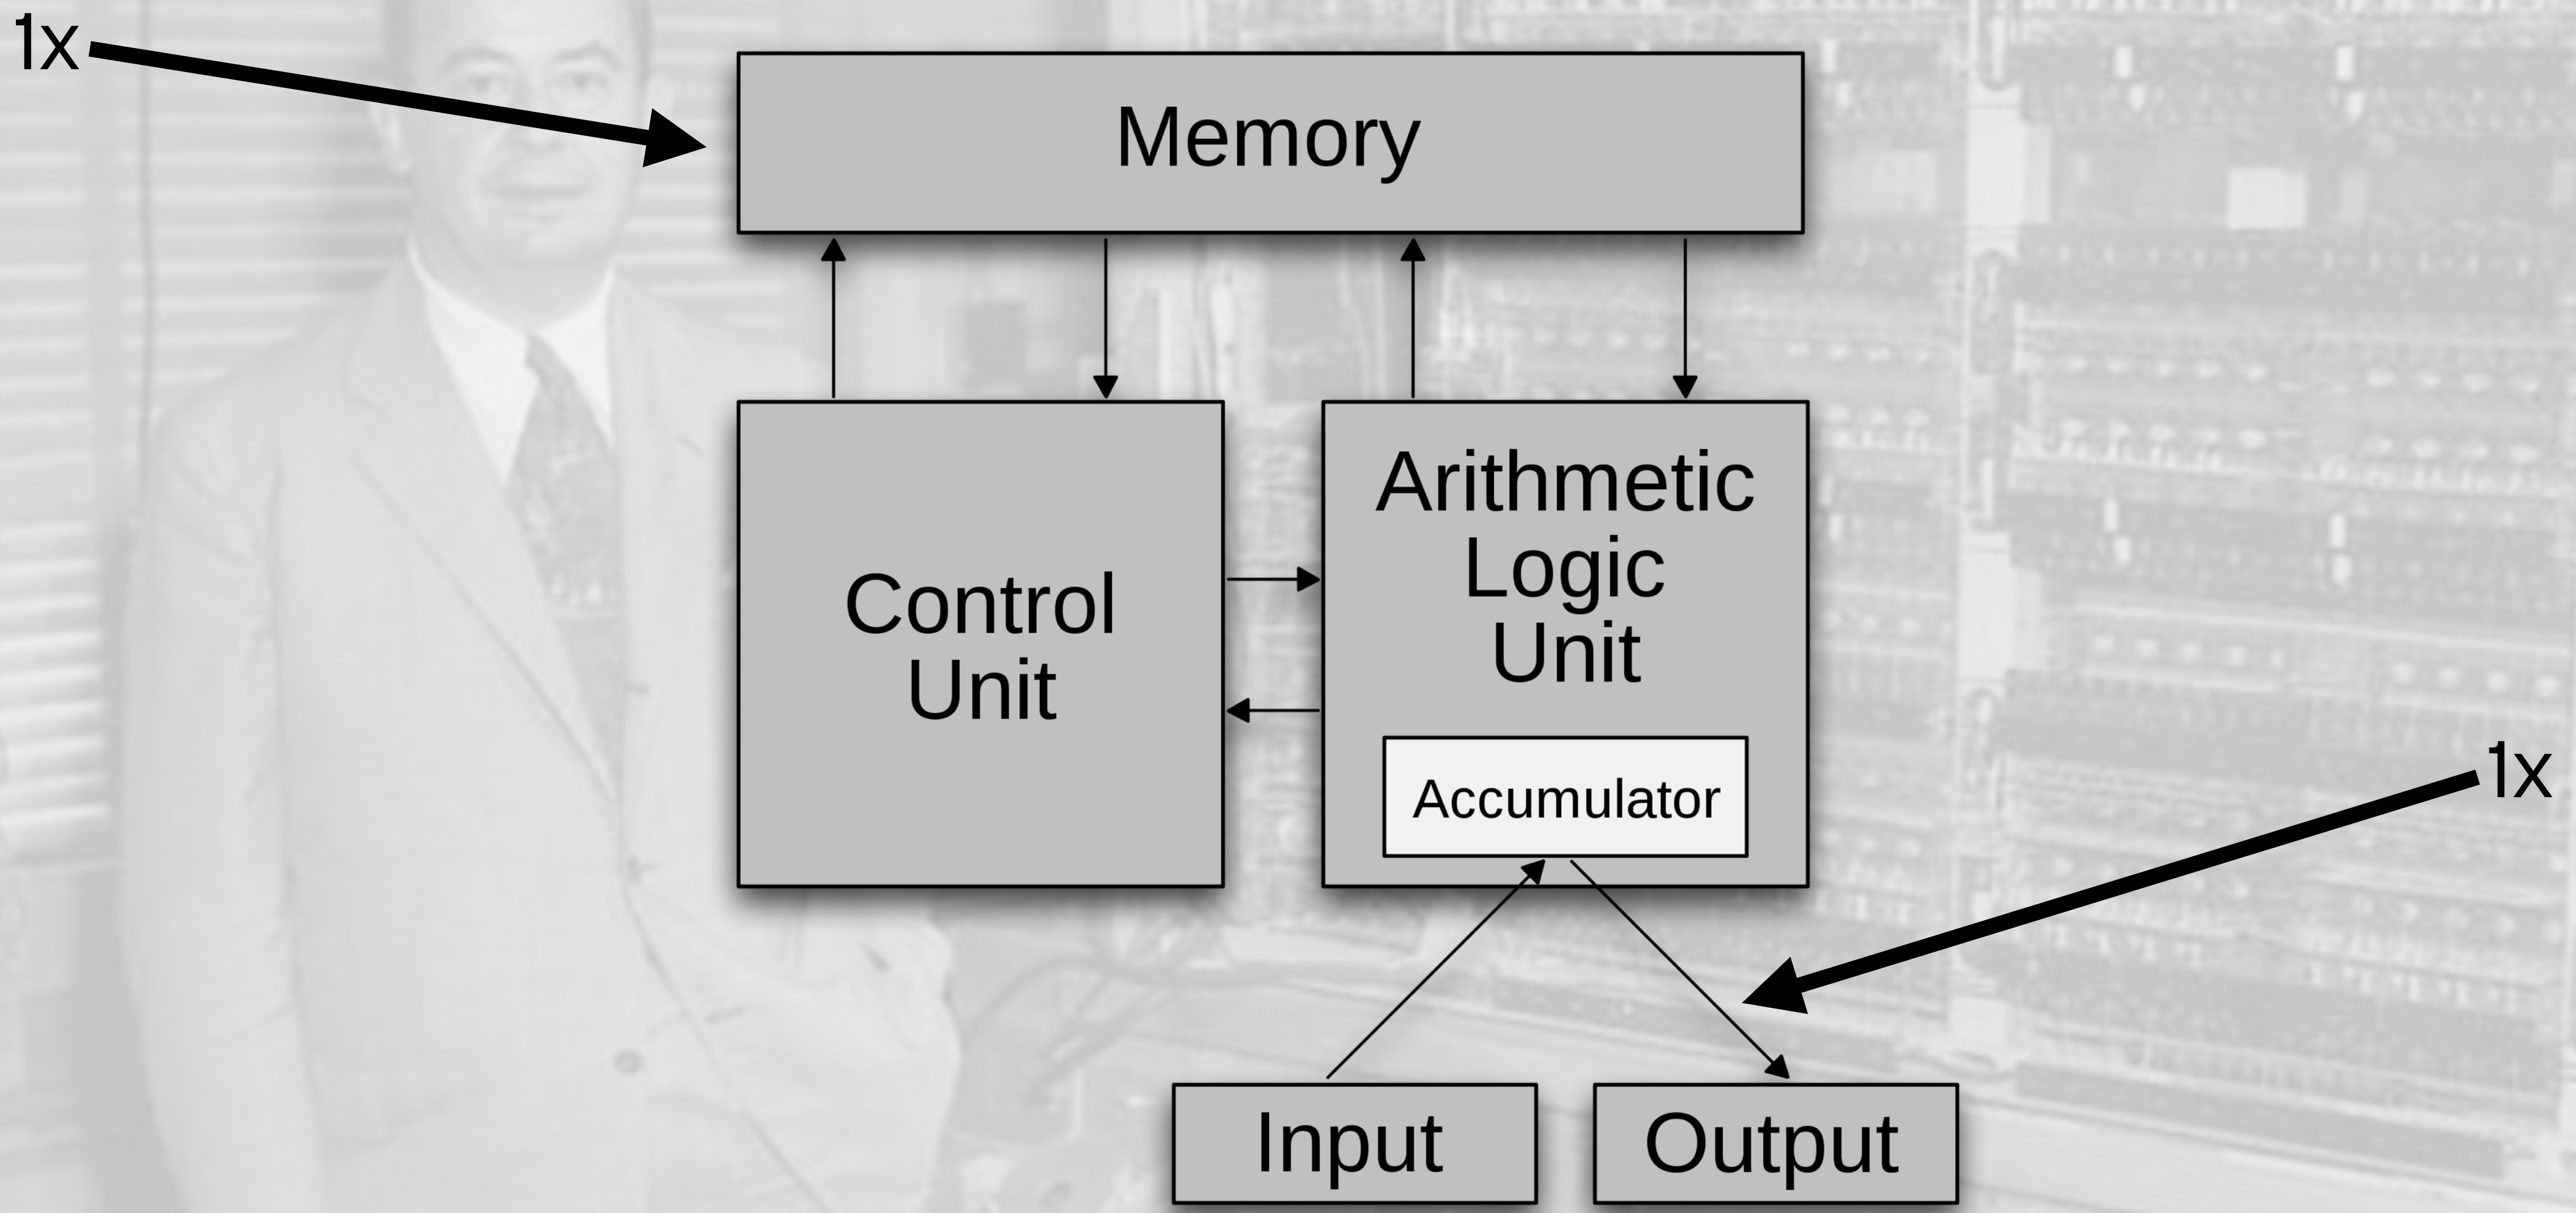 1x
Memory
Control
Unit
Arithmetic
Logic
Unit
Accumulator
1x
Input
Output